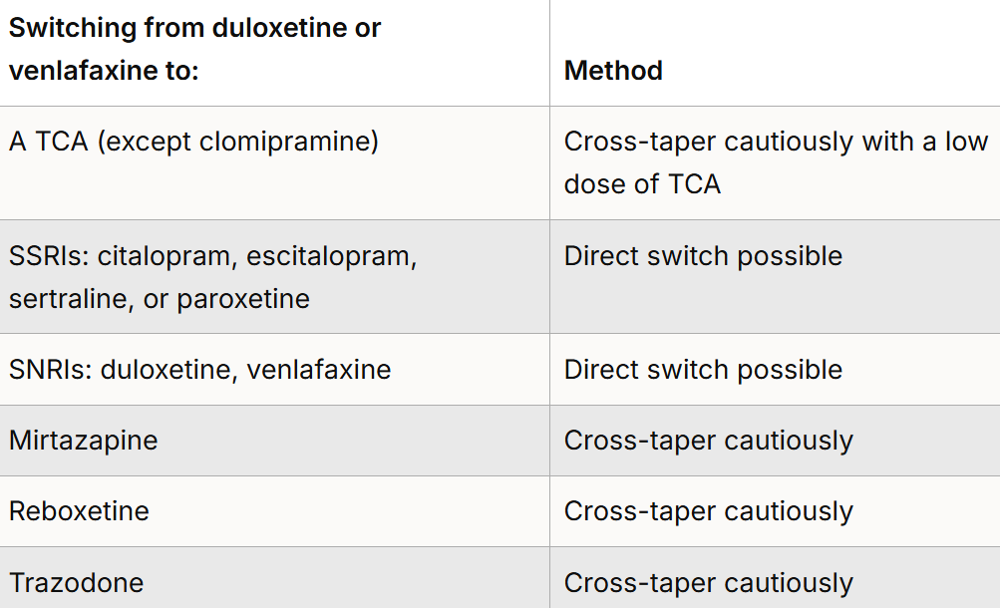 Switching from duloxetine or
venlafaxine to:
Method
A TCA (except clomipramine)
Cross-taper cautiously with a low
dose of TCA
SSRIs: citalopram, escitalopram,
sertraline, or paroxetine
Direct switch possible
SNRIs: duloxetine, venlafaxine
Direct switch possible
Mirtazapine
Cross-taper cautiously
Reboxetine
Cross-taper cautiously
Trazodone
Cross-taper cautiously